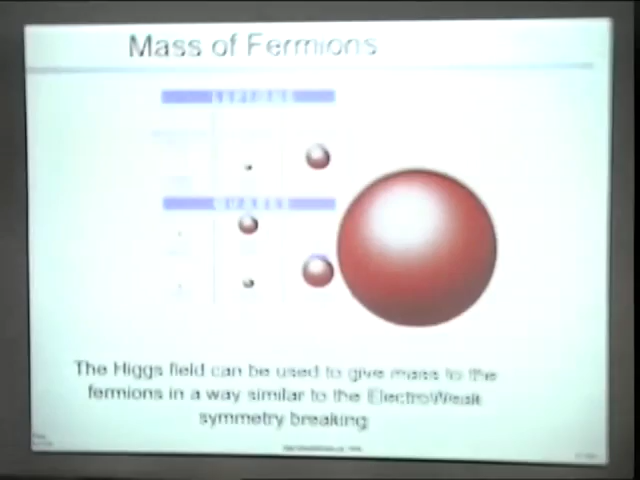 Mass of Fermions
LEPTONS
QUARKS
The Higgs field can be used to give mass to the
fermions in a way similar to the ElectroWeak
symmetry breaking